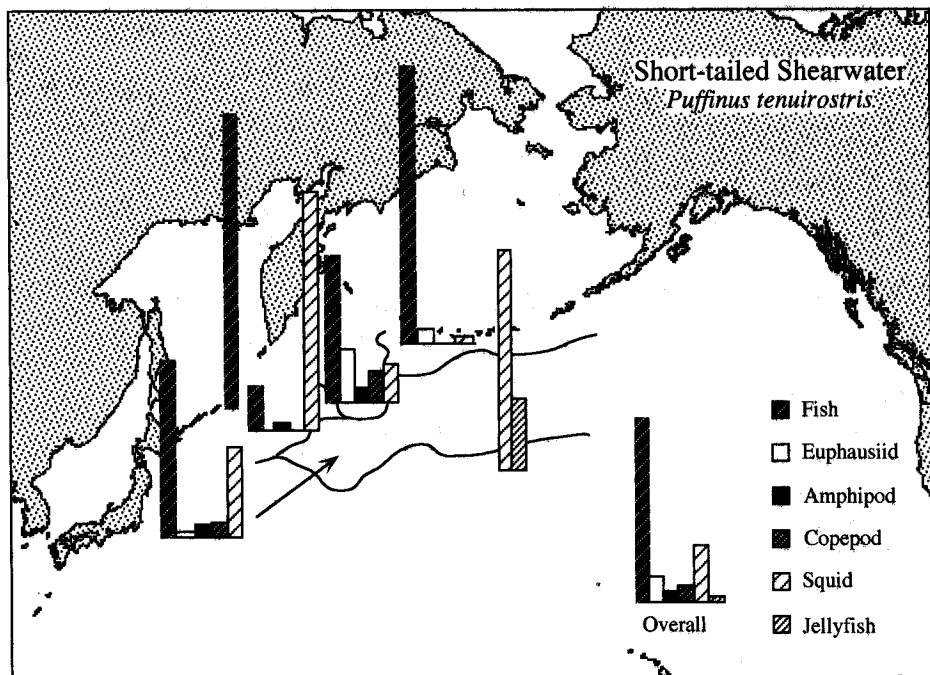 Short-tailed Shearwater
Puffinus tenuirostris
Fish
Euphausiid
Amphipod
Copepod
Squid
Jellyfish
Overall